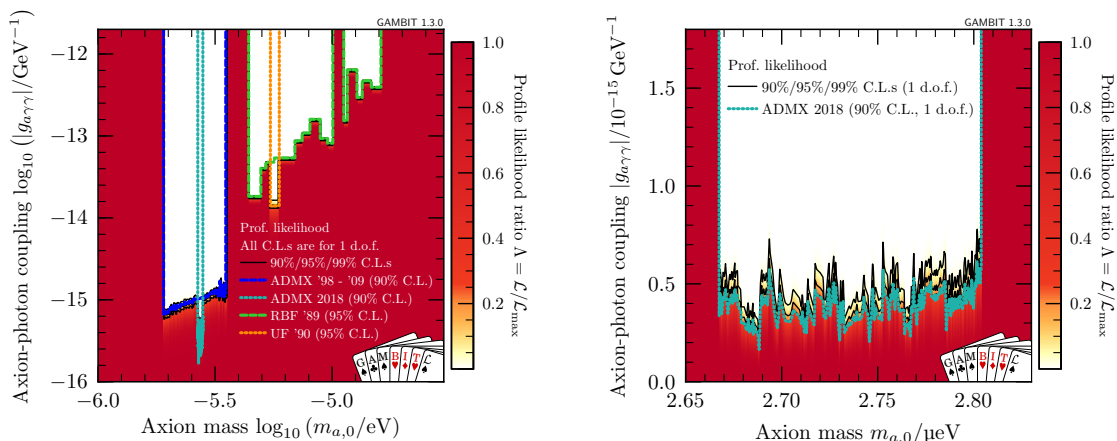 GAMBIT 1.3.0
Axion-photon coupling log₁₀ (|gₐγγ|/GeV⁻¹)
−12
−13
−14
−15
−16
Prof. likelihood
All C.L.s are for 1 d.o.f.
90%/95%/99% C.L.s
ADMX '98 - '09 (90% C.L.)
ADMX 2018 (90% C.L.)
RBF '89 (95% C.L.)
UF '90 (95% C.L.)
GAMBIT
−6.0 −5.5 −5.0
Axion mass log₁₀ (mₐ,₀/eV)
1.0
0.8
0.6
0.4
0.2
Profile likelihood ratio Λ = ℒ/ℒmax
GAMBIT 1.3.0
Axion-photon coupling |gₐγγ|/10⁻¹⁵ GeV⁻¹
1.5
1.0
0.5
0.0
Prof. likelihood
90%/95%/99% C.L.s (1 d.o.f.)
ADMX 2018 (90% C.L., 1 d.o.f.)
GAMBIT
2.65 2.70 2.75 2.80
Axion mass mₐ,₀/μeV
1.0
0.8
0.6
0.4
0.2
Profile likelihood ratio Λ = ℒ/ℒmax